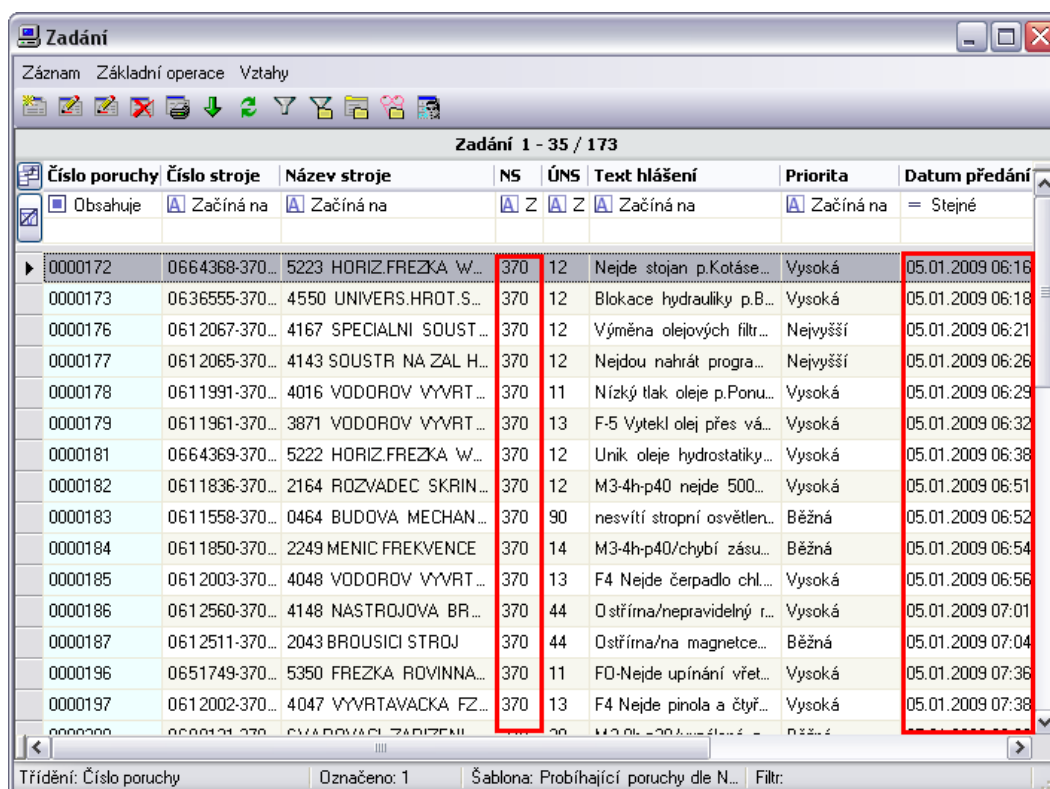 Zadání
Záznam Základní operace Vztahy
Zadání 1 - 35 / 173
Číslo poruchy Číslo stroje Název stroje NS ÚNS Text hlášení Priorita Datum předání
Obsahuje Začíná na Začíná na Z Z Začíná na Začíná na = Stejné
0000172 0664368-370... 5223 HORIZ.FREZKA W... 370 12 Nejde stojan p.Kotáse... Vysoká 05.01.2009 06:16
0000173 0636555-370... 4550 UNIVERS.HROT.S... 370 12 Blokace hydrauliky p.B... Vysoká 05.01.2009 06:18
0000176 0612067-370... 4167 SPECIALNI SOUST... 370 12 Výměna olejových filtr... Nejvyšší 05.01.2009 06:21
0000177 0612065-370... 4143 SOUSTR NA ZAL H... 370 12 Nejdou nahrát progra... Nejvyšší 05.01.2009 06:26
0000178 0611991-370... 4016 VODOROV VYVRT... 370 11 Nízký tlak oleje p.Ponu... Vysoká 05.01.2009 06:29
0000179 0611961-370... 3871 VODOROV VYVRT... 370 13 F-5 Vytekl olej přes vá... Vysoká 05.01.2009 06:32
0000181 0664369-370... 5222 HORIZ.FREZKA W... 370 12 Unik oleje hydrostatiky... Vysoká 05.01.2009 06:38
0000182 0611836-370... 2164 ROZVADEC SKRIN... 370 12 M3-4h-p40 nejde 500... Vysoká 05.01.2009 06:51
0000183 0611558-370... 0464 BUDOVA MECHAN... 370 90 nesvítí stropní osvětlen... Běžná 05.01.2009 06:52
0000184 0611850-370... 2249 MENIC FREKVENCE 370 14 M3-4h-p40/chybí zásu... Běžná 05.01.2009 06:54
0000185 0612003-370... 4048 VODOROV VYVRT... 370 13 F4 Nejde čerpadlo chl.... Vysoká 05.01.2009 06:56
0000186 0612560-370... 4148 NASTROJOVA BR... 370 44 Ostřírna/nepravidelný r... Vysoká 05.01.2009 07:01
0000187 0612511-370... 2043 BROUSICI STROJ 370 44 Ostřírna/na magnetce... Běžná 05.01.2009 07:04
0000196 0651749-370... 5350 FREZKA ROVINNA... 370 11 FO-Nejde upínání vřet... Vysoká 05.01.2009 07:36
0000197 0612002-370... 4047 VYVRTAVACKA FZ... 370 13 F4 Nejde pinola a čtyř... Vysoká 05.01.2009 07:38
Třídění: Číslo poruchy Označeno: 1 Šablona: Probíhající poruchy dle N... Filtr: